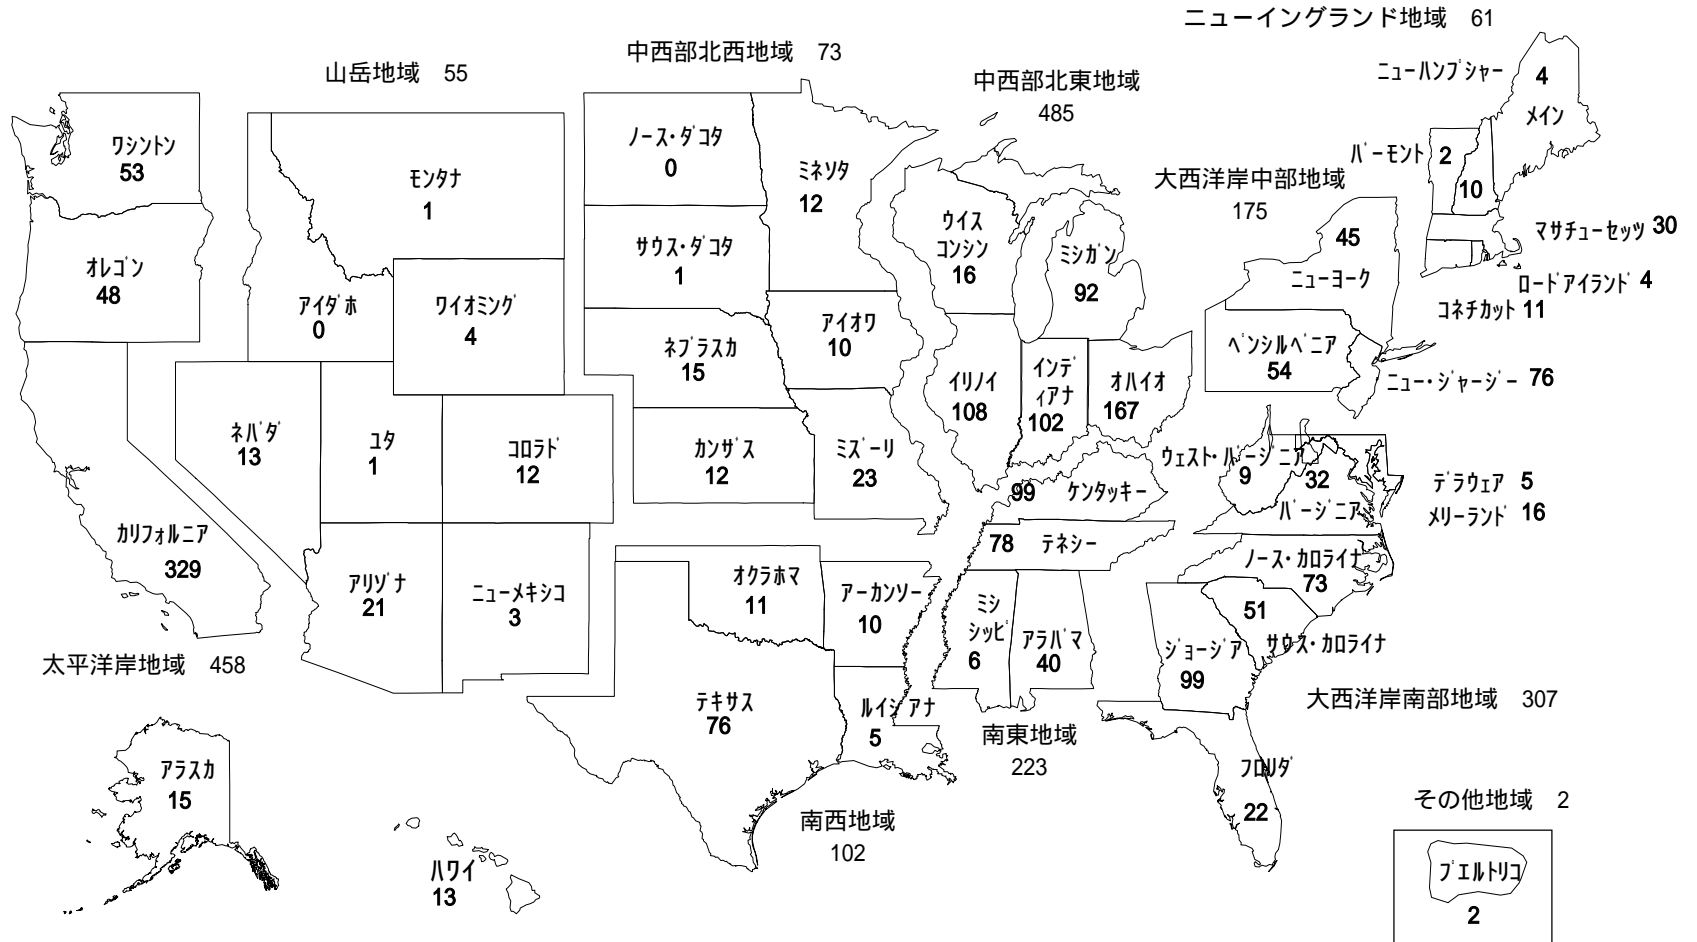 ニューイングランド地域 61
中西部北西地域 73
山岳地域 55
中西部北東地域
485
ニューハンプシャー
4
メイン
ワシントン
53
ノース・ダコタ
0
ミネソタ
12
モンタナ
1
バーモント 2
10
大西洋岸中部地域
175
ウイス
コンシン
16
ミシガン
92
45
ニューヨーク
マサチューセッツ 30
ロードアイランド 4
コネチカット 11
オレゴン
48
サウス・ダコタ
1
アイダホ
0
ワイオミング
4
アイオワ
10
ネブラスカ
15
ペンシルベニア
54
ニュー・ジャージー 76
イリノイ
108
インデ
ィアナ
102
オハイオ
167
ネバダ
13
ユタ
1
コロラド
12
カンザス
12
ミズーリ
23
ウェスト・バージニア
9
32
バージニア
デラウェア 5
メリーランド 16
99 ケンタッキー
カリフォルニア
329
78 テネシー
ノース・カロライナ
73
アリゾナ
21
ニューメキシコ
3
オクラホマ
11
アーカンソー
10
ミシ
シッピ
6
アラバマ
40
ジョージア
99
51
サウス・カロライナ
太平洋岸地域 458
大西洋岸南部地域 307
テキサス
76
ルイジアナ
5
南東地域
223
アラスカ
15
フロリダ
22
その他地域 2
南西地域
102
ハワイ
13
プエルトリコ
2